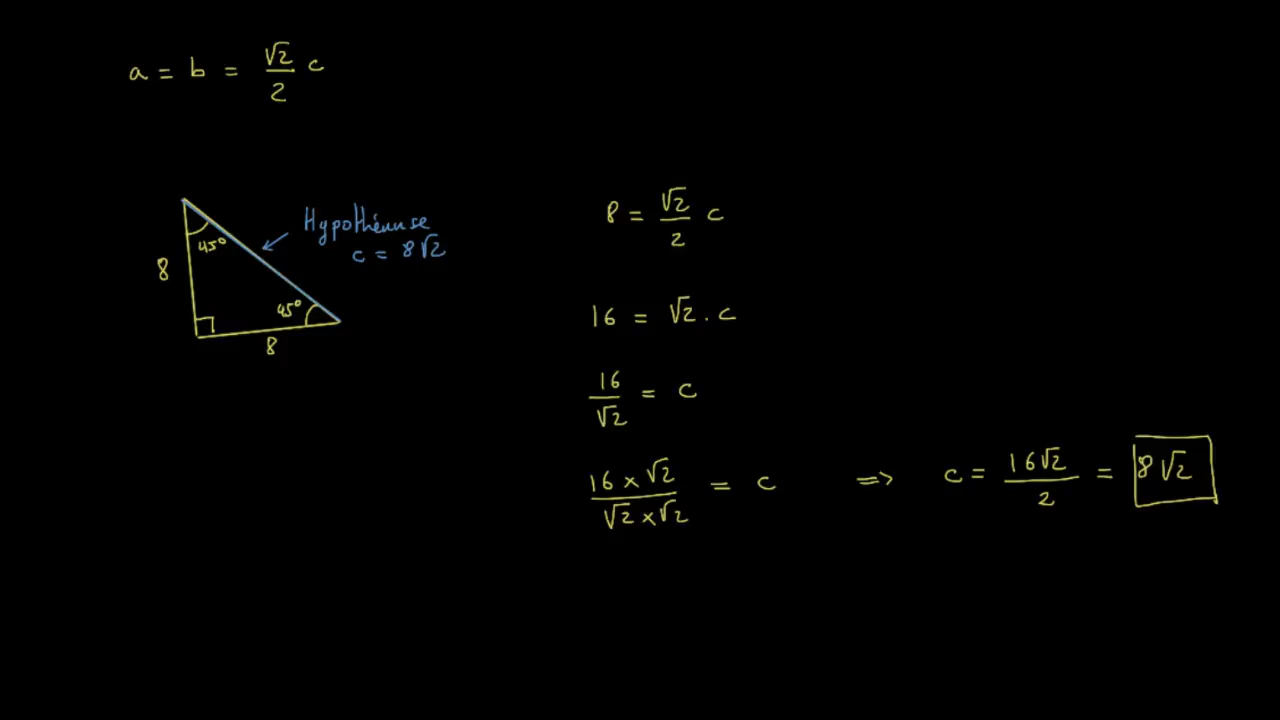 a = b = √2/2 c
45°
Hypothénuse
c = 8√2
8
45°
8
8 = √2/2 c
16 = √2 . c
16/√2 = c
16 × √2 / √2 × √2 = c ⇒ c = 16√2/2 = 8√2